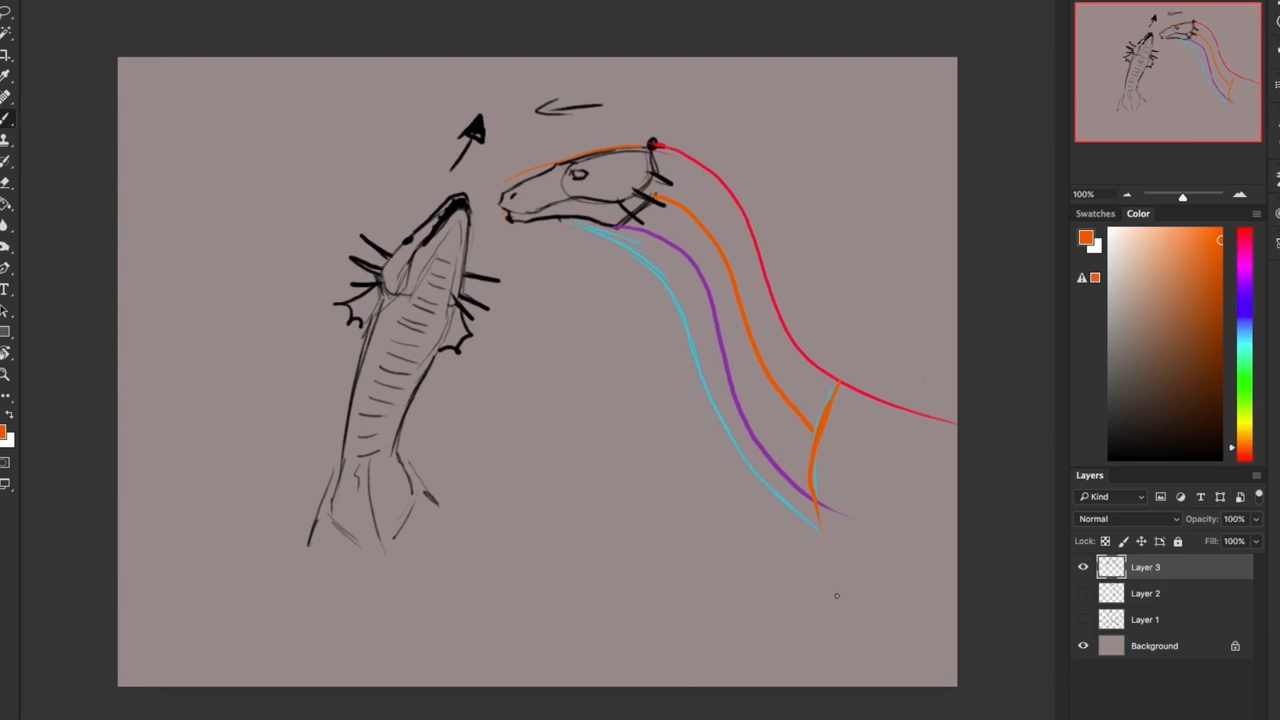 100%
Swatches Color
Layers
Kind
Normal Opacity: 100%
Lock: Fill: 100%
Layer 3
Layer 2
Layer 1
Background